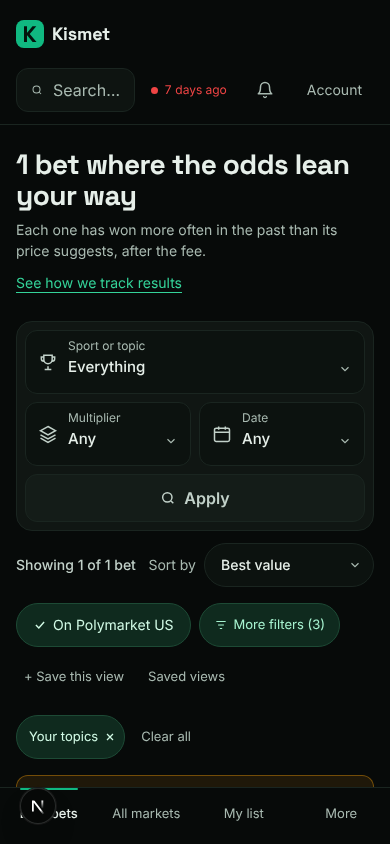 Kismet
Search...
7 days ago
Account
1 bet where the odds lean
your way
Each one has won more often in the past than its
price suggests, after the fee.
See how we track results
Sport or topic
Everything
Multiplier
Any
Date
Any
Apply
Showing 1 of 1 bet
Sort by
Best value
On Polymarket US
More filters (3)
+ Save this view
Saved views
Your topics ×
Clear all
N
bets
All markets
My list
More